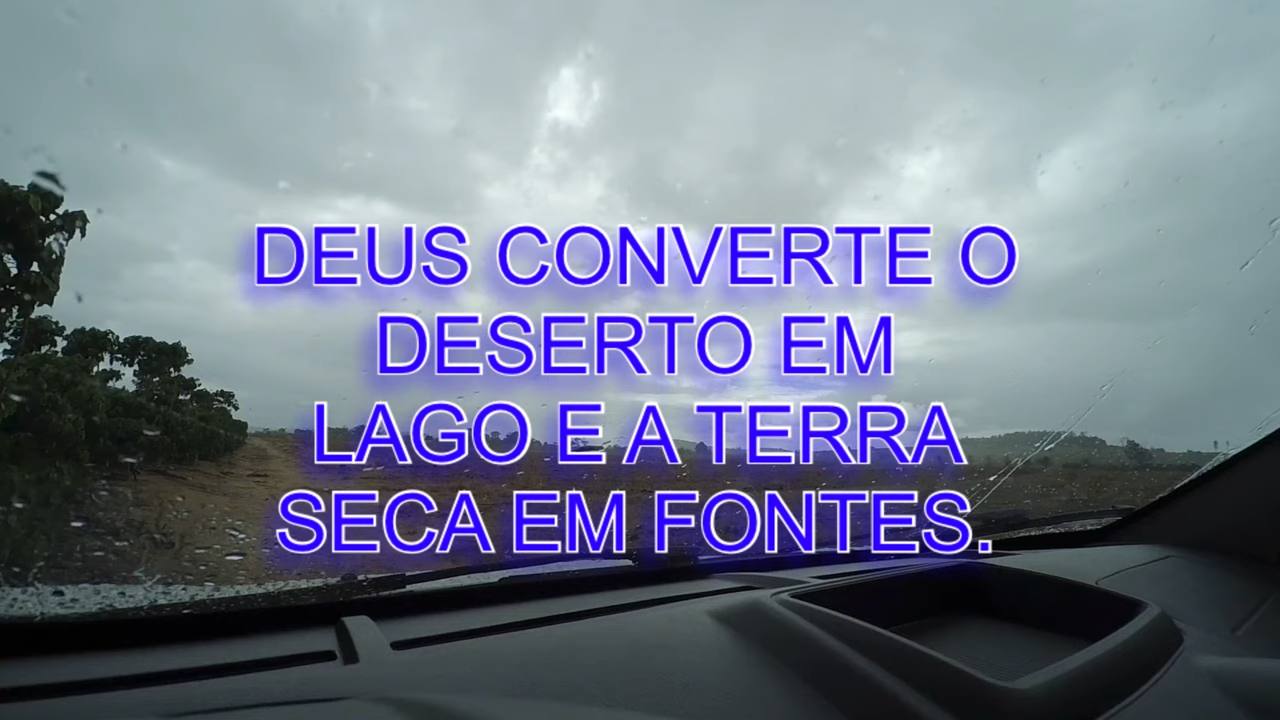 DEUS CONVERTE O
DESERTO EM
LAGO E A TERRA
SECA EM FONTES.